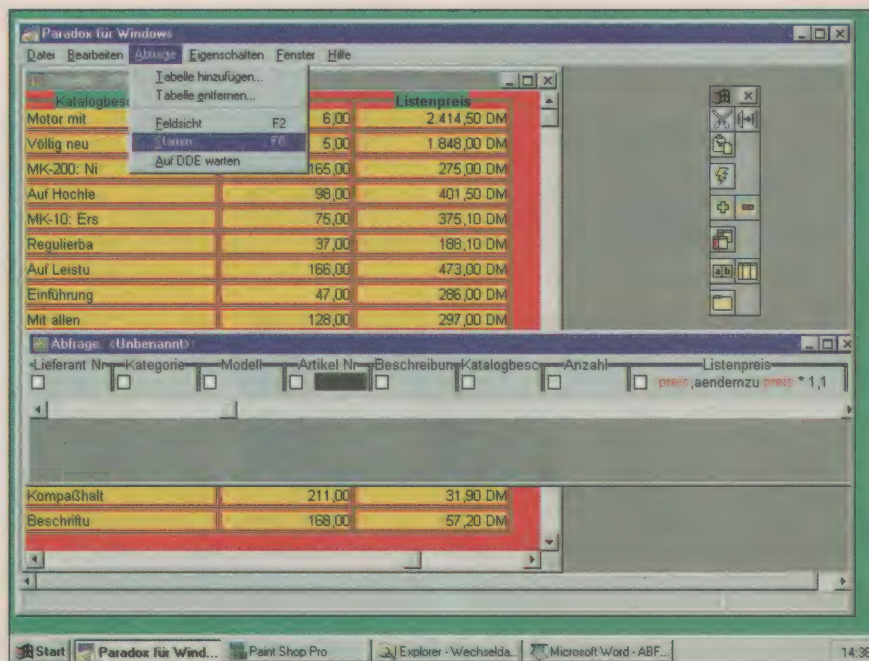 Paradox für Windows
Datei Bearbeiten Abfrage Eigenschaften Fenster Hilfe
Tabelle hinzufügen...
Tabelle entfernen...
Feldsicht F2
Starten F8
Auf DDE warten
Katalogbesc Listenpreis
Motor mit 6,00 2.414,50 DM
Völlig neu 5,00 1.848,00 DM
MK-200: Ni 165,00 275,00 DM
Auf Hochle 98,00 401,50 DM
MK-10: Ers 75,00 375,10 DM
Regulierba 37,00 188,10 DM
Auf Leistu 166,00 473,00 DM
Einführung 47,00 286,00 DM
Mit allen 128,00 297,00 DM
Abfrage <Unbenannt>
Lieferant Nr Kategorie Modell Artikel Nr Beschreibun Katalogbesc Anzahl Listenpreis
preis,aendernzu preis * 1,1
Kompaßhalt 211,00 31,90 DM
Beschriftu 168,00 57,20 DM
Start Paradox für Wind... Paint Shop Pro Explorer - Wechselda... Microsoft Word - ABF... 14:38